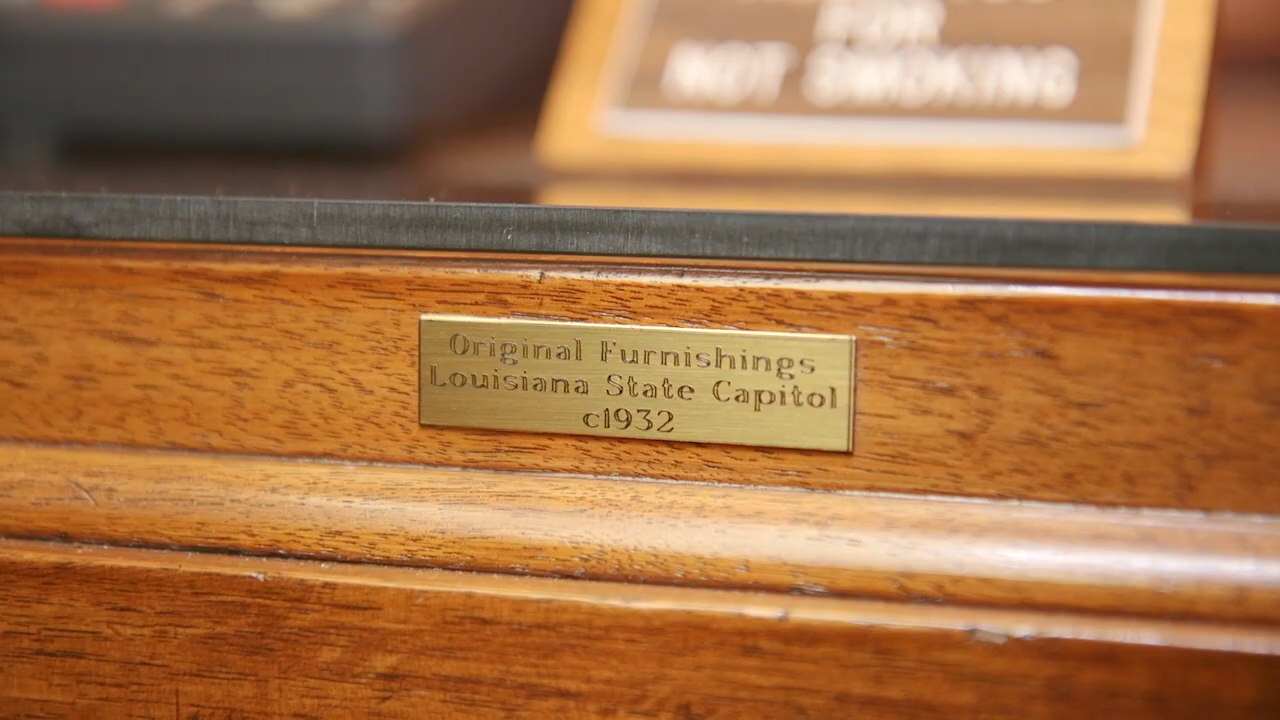 FOR
NOT SMOKING
Original Furnishings
Louisiana State Capitol
c1932